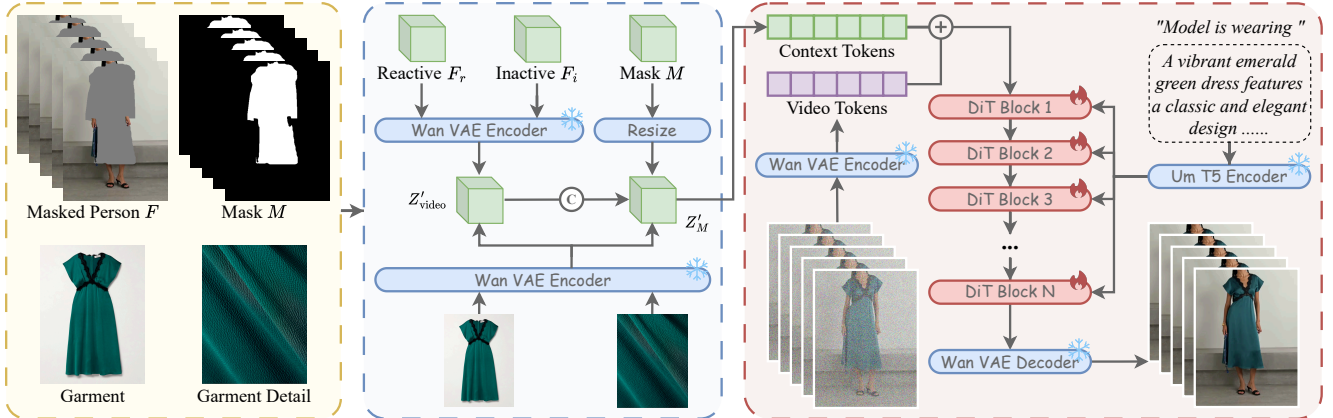 Masked Person F
Mask M
Garment
Garment Detail
Reactive F_r
Inactive F_i
Mask M
Wan VAE Encoder
Resize
Z'_video
C
Z'_M
Wan VAE Encoder
Context Tokens
+
Video Tokens
Wan VAE Encoder
DiT Block 1
DiT Block 2
DiT Block 3
...
DiT Block N
Wan VAE Decoder
"Model is wearing "
A vibrant emerald
green dress features
a classic and elegant
design ......
Um T5 Encoder